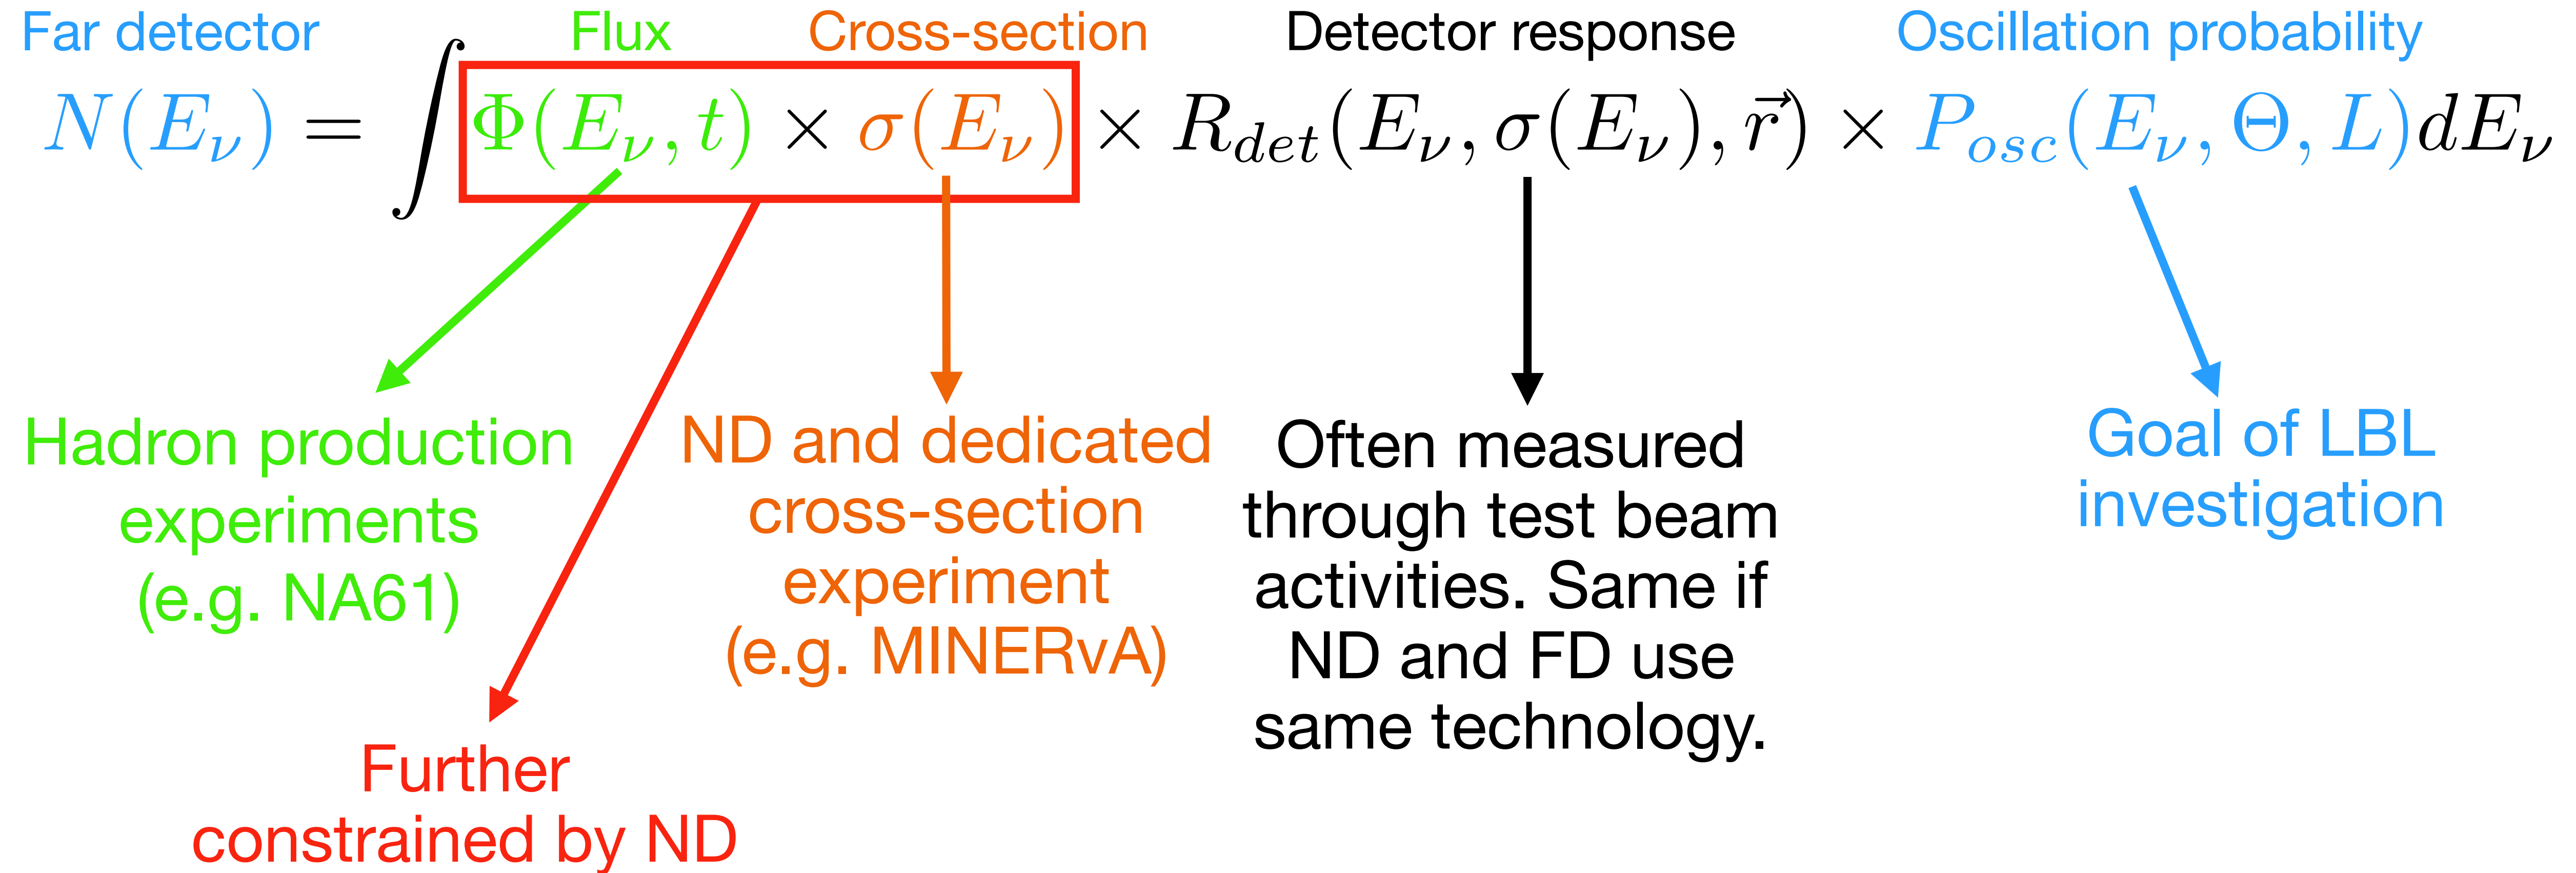 Far detector
Flux
Cross-section
Detector response
Oscillation probability
N(E_ν) = ∫ Φ(E_ν, t) × σ(E_ν) × R_det(E_ν, σ(E_ν), r⃗) × P_osc(E_ν, Θ, L)dE_ν
Hadron production
experiments
(e.g. NA61)
Further
constrained by ND
ND and dedicated
cross-section
experiment
(e.g. MINERvA)
Often measured
through test beam
activities. Same if
ND and FD use
same technology.
Goal of LBL
investigation